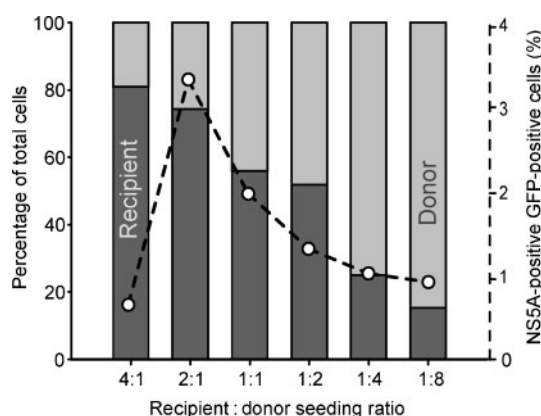 100
80
60
40
20
0
Percentage of total cells
Recipient
Donor
4
3
2
1
0
NS5A-positive GFP-positive cells (%)
4:1 2:1 1:1 1:2 1:4 1:8
Recipient : donor seeding ratio